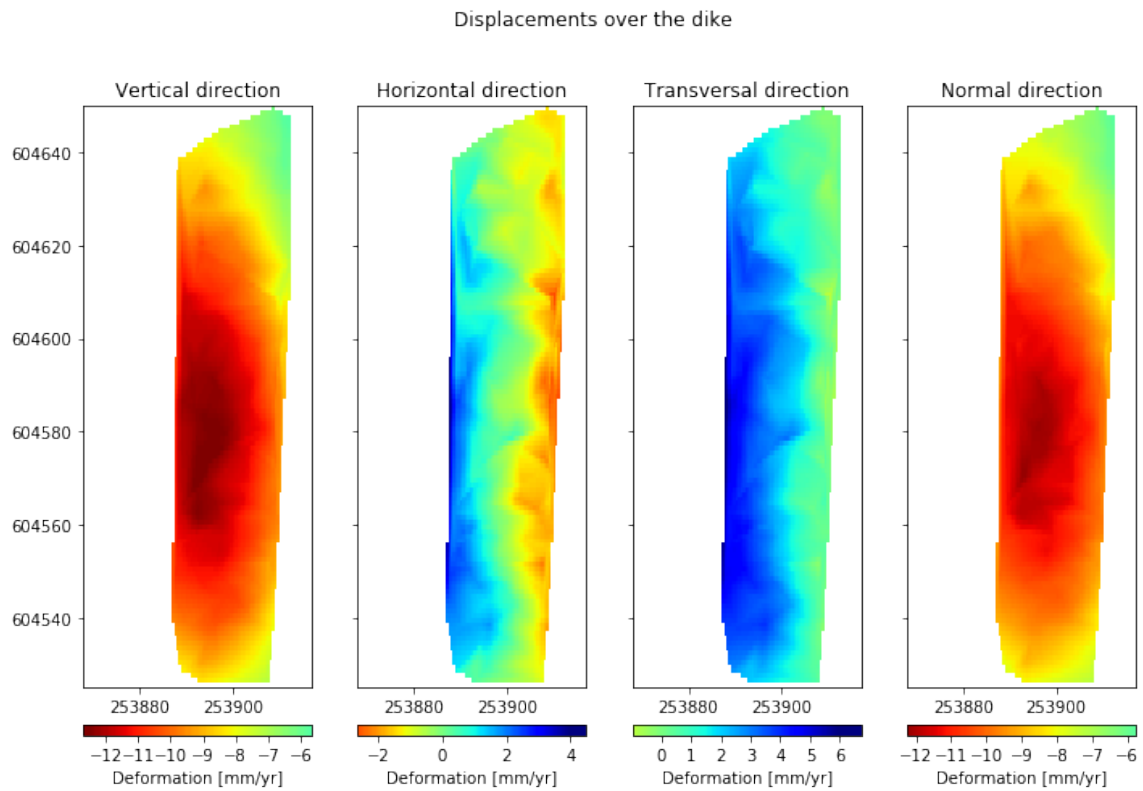 Displacements over the dike
Vertical direction
Horizontal direction
Transversal direction
Normal direction
604640
604620
604600
604580
604560
604540
253880 253900
253880 253900
253880 253900
253880 253900
−12 −11 −10 −9 −8 −7 −6
−2 0 2 4
0 1 2 3 4 5 6
−12 −11 −10 −9 −8 −7 −6
Deformation [mm/yr]
Deformation [mm/yr]
Deformation [mm/yr]
Deformation [mm/yr]